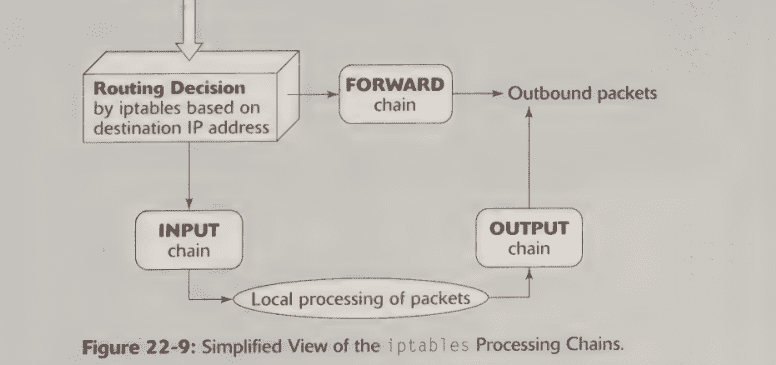 Routing Decision
by iptables based on
destination IP address
FORWARD
chain
Outbound packets
INPUT
chain
OUTPUT
chain
Local processing of packets
Figure 22-9: Simplified View of the iptables Processing Chains.